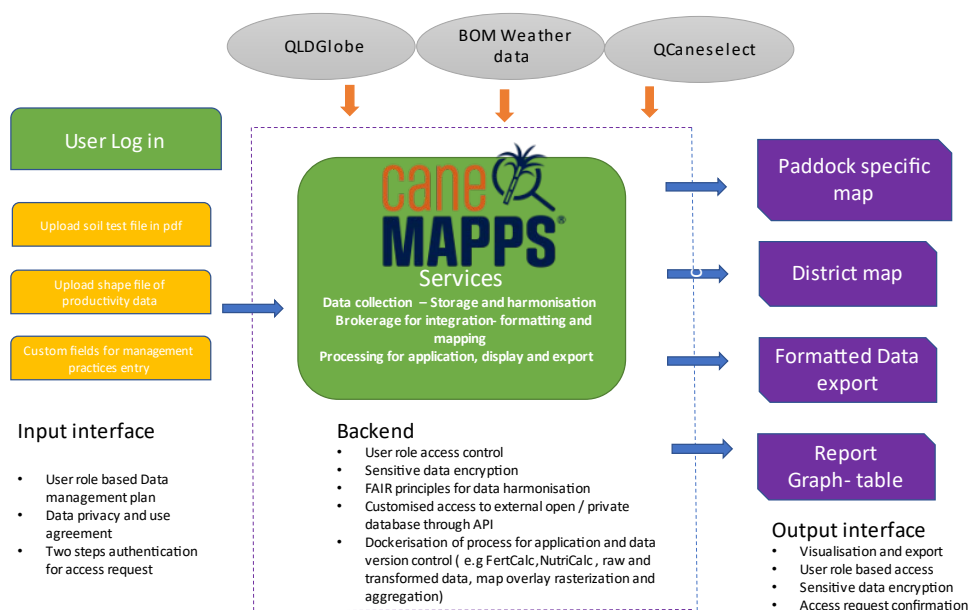 QLDGlobe
BOM Weather
data
QCaneselect
User Log in
Upload soil test file in pdf
Upload shape file of
productivity data
Custom fields for management
practices entry
Input interface
• User role based Data
management plan
• Data privacy and use
agreement
• Two steps authentication
for access request
cane
MAPPS®
Services
Data collection – Storage and harmonisation
Brokerage for integration- formatting and
mapping
Processing for application, display and export
Backend
• User role access control
• Sensitive data encryption
• FAIR principles for data harmonisation
• Customised access to external open / private
database through API
• Dockerisation of process for application and data
version control ( e.g FertCalc,NutriCalc , raw and
transformed data, map overlay rasterization and
aggregation)
Paddock specific
map
District map
Formatted Data
export
Report
Graph- table
Output interface
• Visualisation and export
• User role based access
• Sensitive data encryption
• Access request confirmation